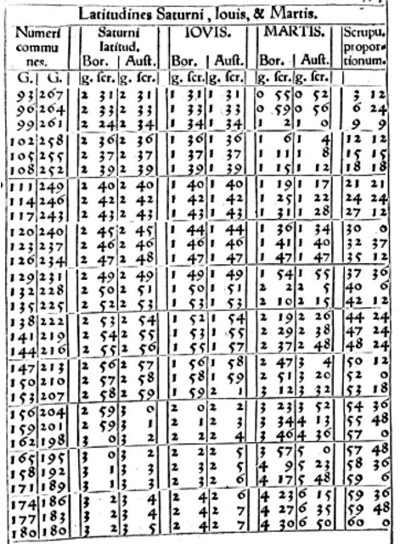 Latitudines Saturni, Iouis, & Martis.
Numeri commu nes. Saturni latitud. IOVIS. MARTIS. Scrupu. propor- tionum.
Bor. Aust. Bor. Aust. Bor. Aust.
G. G. g. scr. g. scr. g. scr. g. scr. g. scr. g. scr.
93 267 2 31 2 31 1 31 1 31 0 55 0 52 3 12
96 264 2 33 2 33 1 33 1 33 0 59 0 56 6 24
99 261 2 24 2 34 1 34 1 34 1 2 1 0 9 9
102 258 2 36 2 36 1 36 1 36 1 6 1 4 12 12
105 255 2 37 2 37 1 37 1 37 1 11 1 8 15 15
108 252 2 39 2 39 1 39 1 39 1 15 1 12 18 18
111 249 2 40 2 40 1 40 1 40 1 19 1 17 21 21
114 246 2 42 2 42 1 42 1 42 1 25 1 22 24 24
117 243 2 43 2 43 1 43 1 43 1 31 1 28 27 12
120 240 2 45 2 45 1 44 1 44 1 36 1 34 30 0
123 237 2 46 2 46 1 46 1 46 1 41 1 40 32 37
126 234 2 47 2 48 1 47 1 47 1 47 1 47 35 12
129 231 2 49 2 49 1 49 1 49 1 54 1 55 37 36
132 228 2 50 2 51 1 50 1 51 2 2 2 5 40 6
135 225 2 52 2 53 1 53 1 53 2 10 2 15 42 12
138 222 2 53 2 54 1 52 1 54 2 19 2 26 44 24
141 219 2 54 2 55 1 53 1 55 2 29 2 38 47 24
144 216 2 55 2 56 1 55 1 57 2 37 2 48 48 24
147 213 2 56 2 57 1 56 1 58 2 47 3 4 50 12
150 210 2 57 2 58 1 58 1 59 2 51 3 20 52 0
153 207 2 58 2 59 1 59 2 1 3 12 3 32 53 18
156 204 2 59 3 0 2 0 2 2 3 23 3 52 54 36
159 201 2 59 3 1 2 1 2 3 3 34 4 13 55 48
162 198 3 0 3 2 2 2 2 4 3 46 4 36 57 0
165 195 3 0 3 2 2 2 2 5 3 57 5 0 57 48
158 192 3 1 3 3 2 3 2 5 4 9 5 23 58 36
171 189 3 1 3 3 2 3 2 6 4 17 5 48 59 6
174 186 3 2 3 4 2 4 2 6 4 23 6 15 59 36
177 183 3 2 3 4 2 4 2 7 4 27 6 35 59 48
180 180 3 2 3 5 2 4 2 7 4 30 6 50 60 0